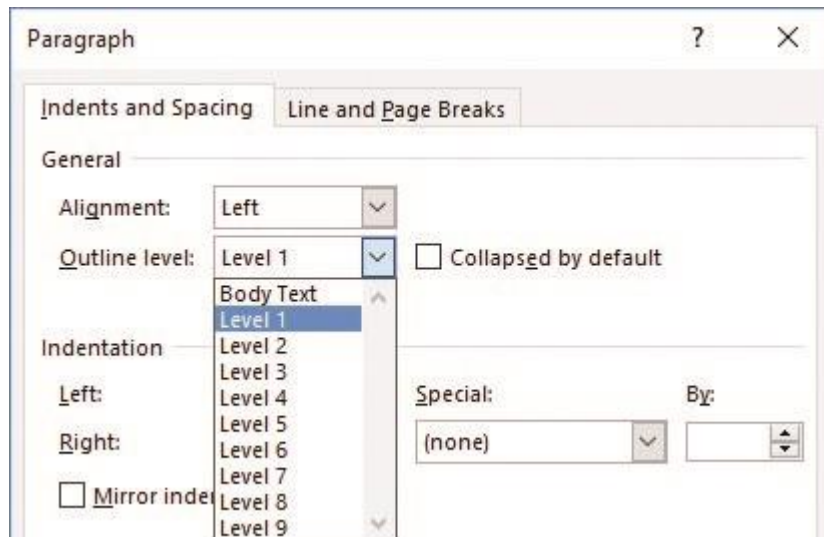 Paragraph ?
Indents and Spacing Line and Page Breaks
General
Alignment: Left
Outline level: Level 1 Collapsed by default
Body Text
Level 1
Level 2
Indentation
Level 3
Left: Level 4 Special: By:
Level 5
Right: Level 6 (none)
Level 7
Mirror inde Level 8
Level 9